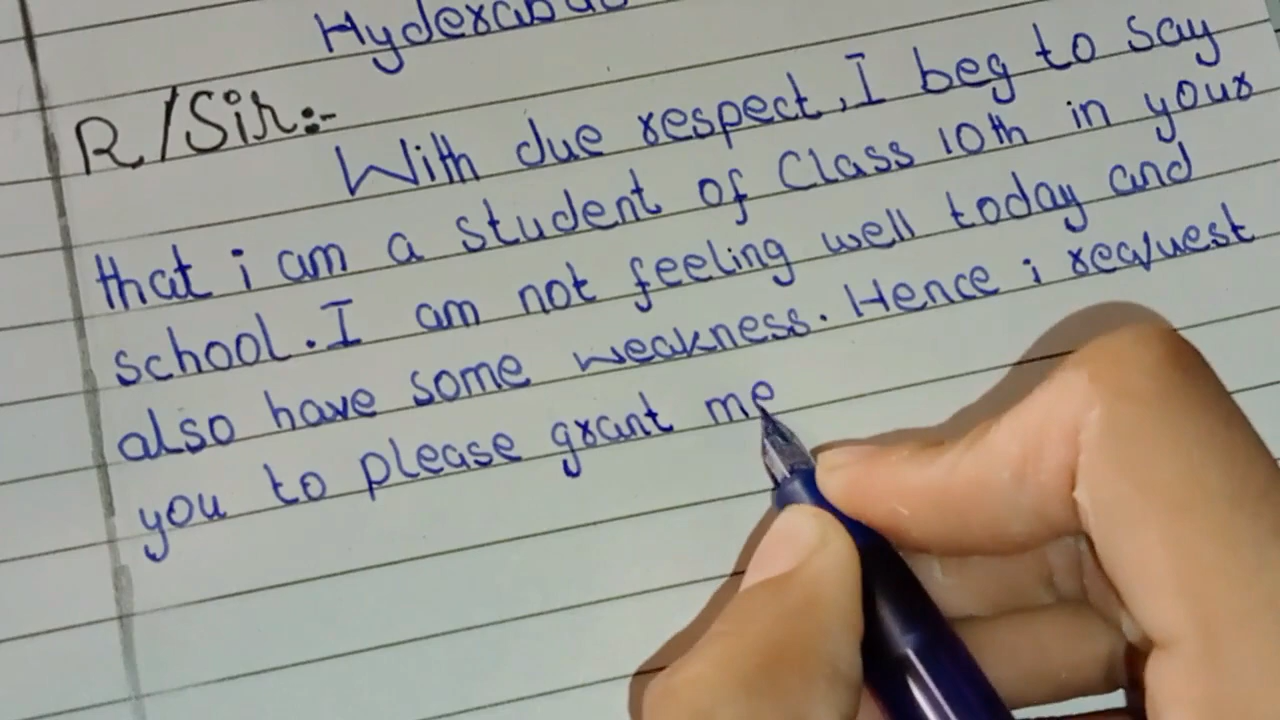 Hyderabad
R/Sir:-
With due respect, I beg to say
that i am a student of Class 10th in your
school. I am not feeling well today and
also have some weakness. Hence i request
you to please grant me